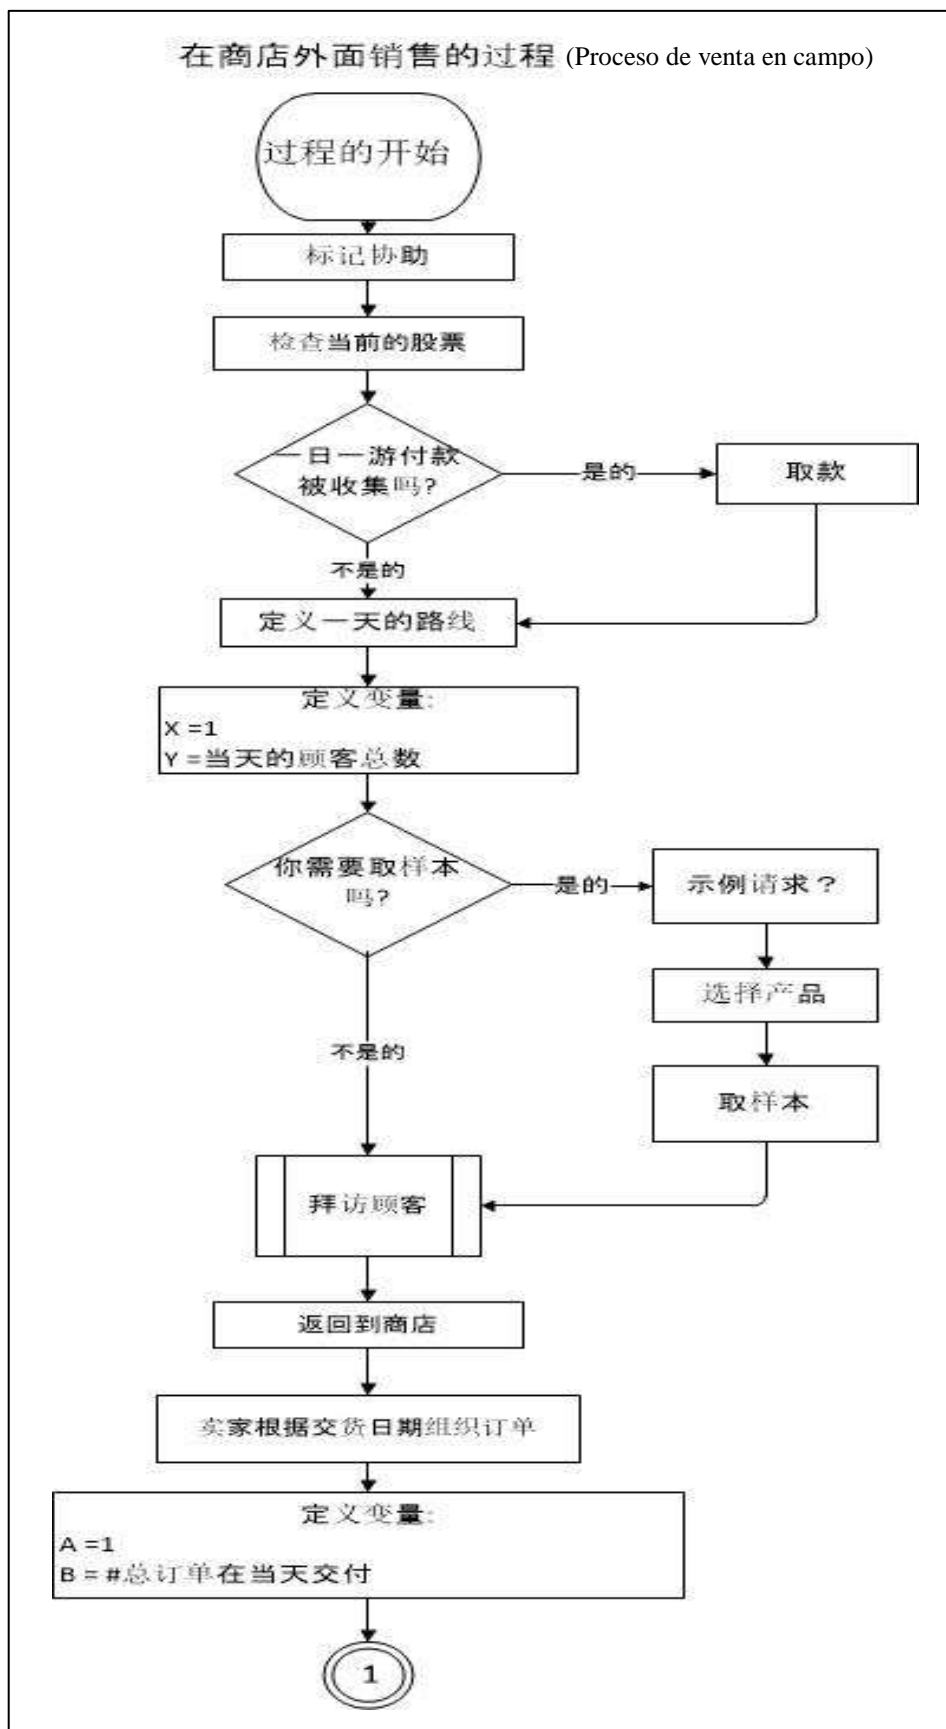 在商店外面销售的过程 (Proceso de venta en campo)
过程的开始
标记协助
检查当前的股票
一日一游付款
被收集吗?
是的
取款
不是的
定义一天的路线
定义变量:
X =1
Y =当天的顾客总数
你需要取样本
吗?
是的
示例请求？
选择产品
取样本
不是的
拜访顾客
返回到商店
卖家根据交货日期组织订单
定义变量:
A =1
B = #总订单在当天交付
1